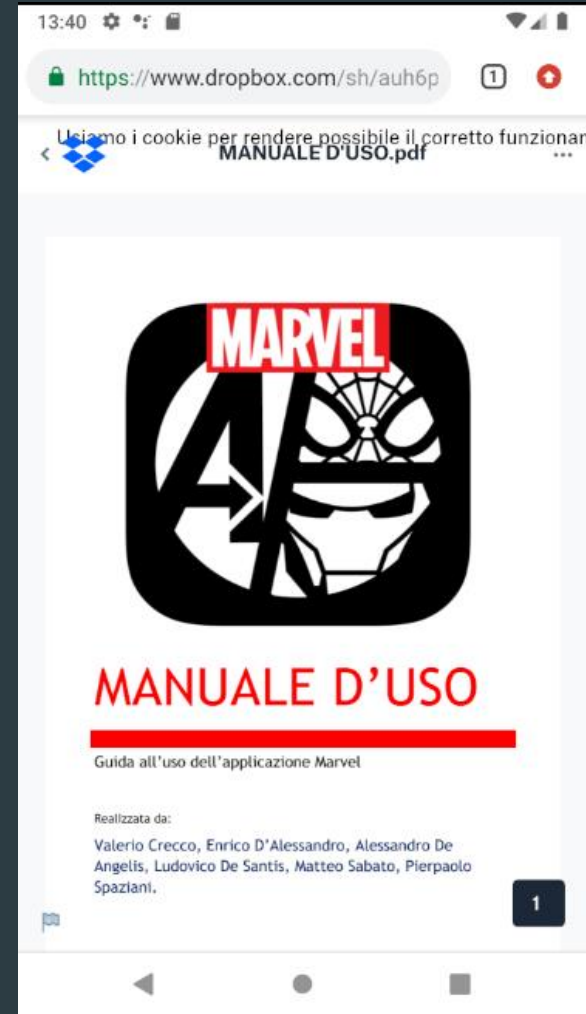 13:40
https://www.dropbox.com/sh/auh6p
1
Usiamo i cookie per rendere possibile il corretto funzionar
MANUALE D'USO.pdf
MARVEL
MANUALE D'USO
Guida all'uso dell'applicazione Marvel
Realizzata da:
Valerio Crecco, Enrico D'Alessandro, Alessandro De
Angelis, Ludovico De Santis, Matteo Sabato, Pierpaolo
Spaziani.
1